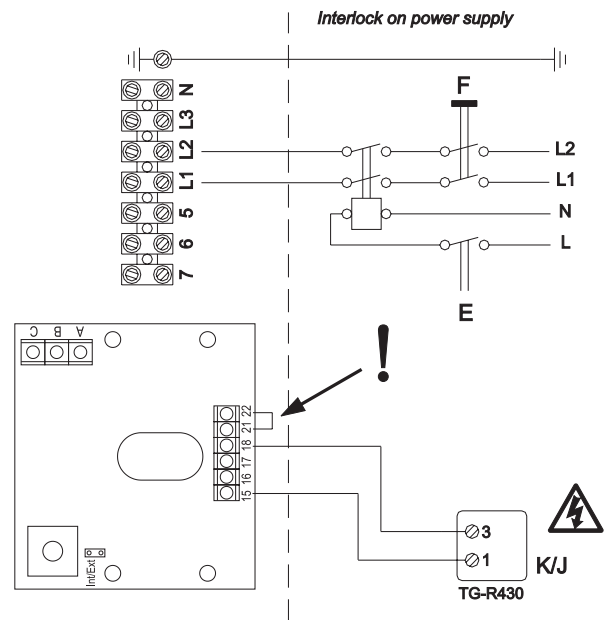 Interlock on power supply
F
N
L3
L2
L1
5
6
7
L2
L1
N
L
E
C B A
!
22
21
18
17
16
15
Int/Ext
3
1
K/J
TG-R430